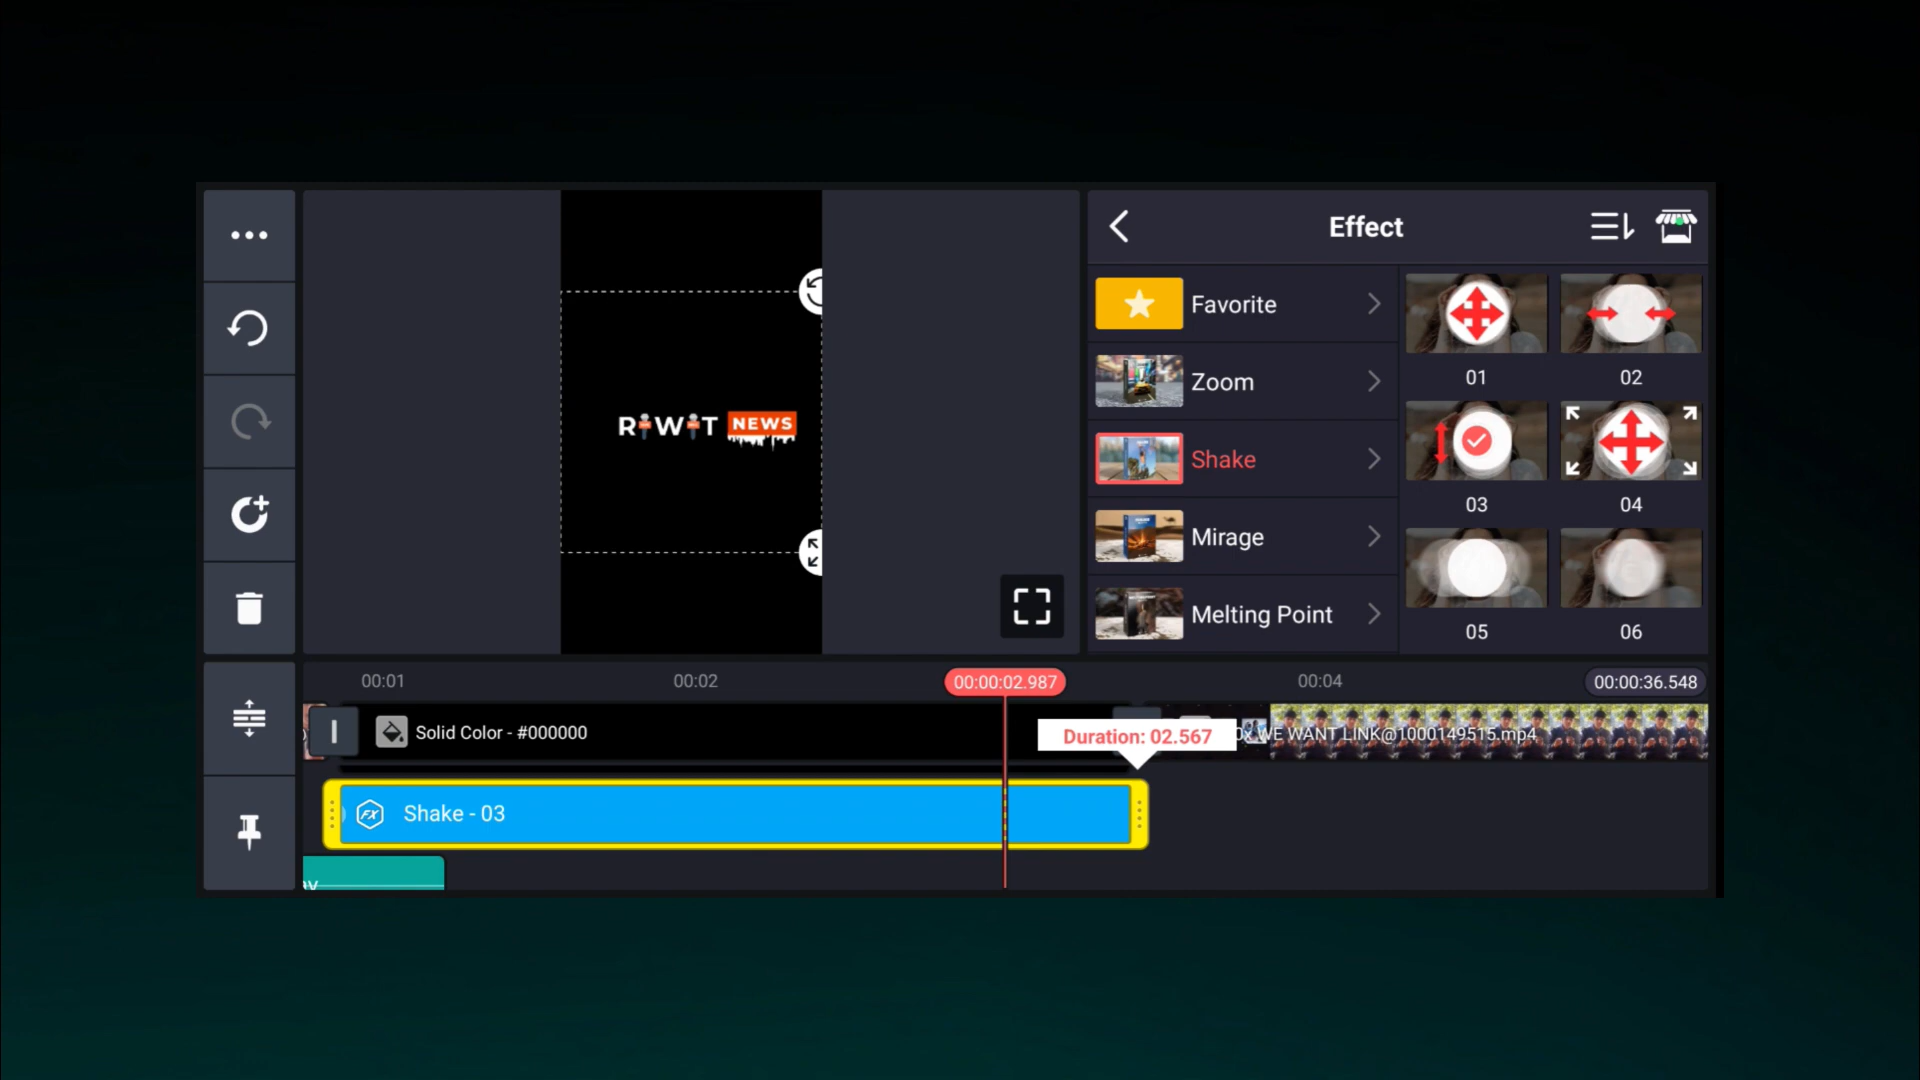 Effect
Favorite
Zoom
Shake
Mirage
Melting Point
01
02
03
04
05
06
RIWIT NEWS
00:01
00:02
00:00:02.987
00:04
00:00:36.548
Solid Color - #000000
Duration: 02.567
WE WANT LINK@1000149515.mp4
Shake - 03